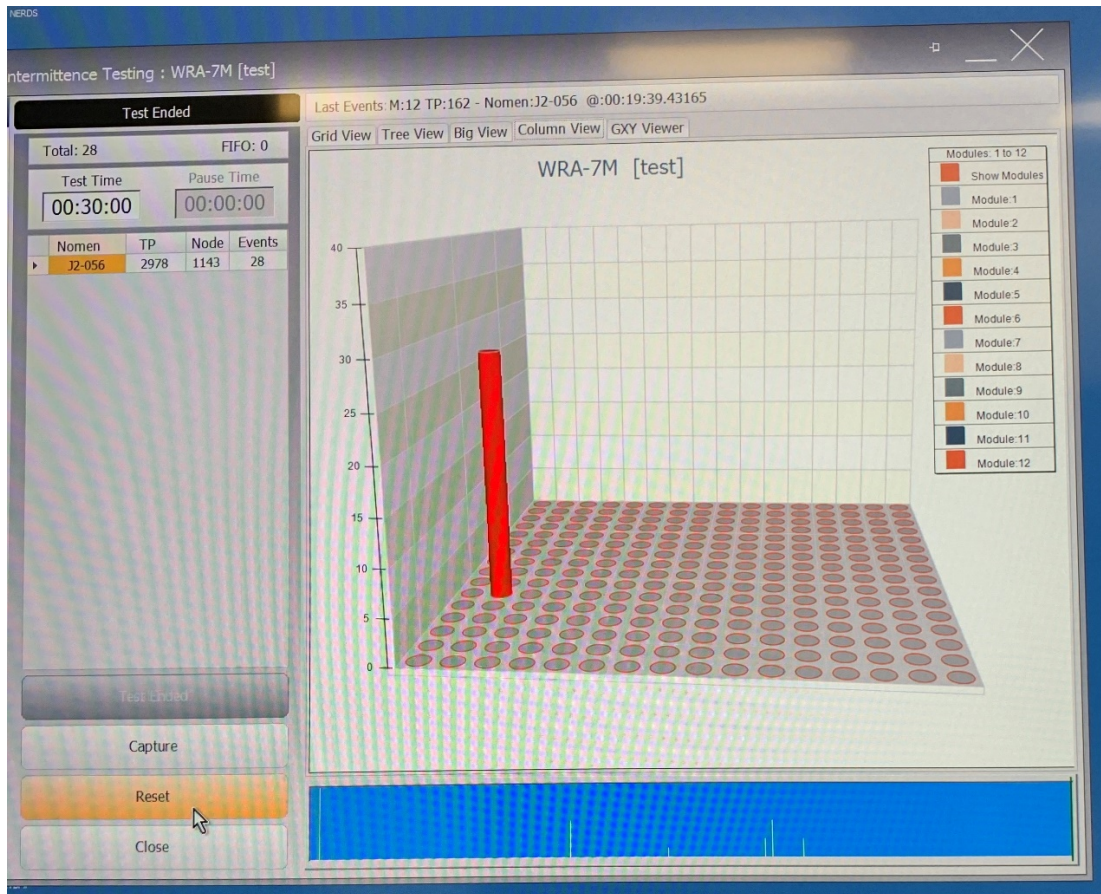 NERDS
ntermittence Testing : WRA-7M [test]
Test Ended
Last Events: M:12 TP:162 - Nomen:J2-056 @:00:19:39.43165
Total: 28 FIFO: 0
Test Time Pause Time
00:30:00 00:00:00
Nomen TP Node Events
J2-056 2978 1143 28
Grid View Tree View Big View Column View GXY Viewer
WRA-7M [test]
40
35
30
25
20
15
10
5
0
Modules: 1 to 12
Show Modules
Module:1
Module:2
Module:3
Module:4
Module:5
Module:6
Module:7
Module:8
Module:9
Module:10
Module:11
Module:12
Test Ended
Capture
Reset
Close